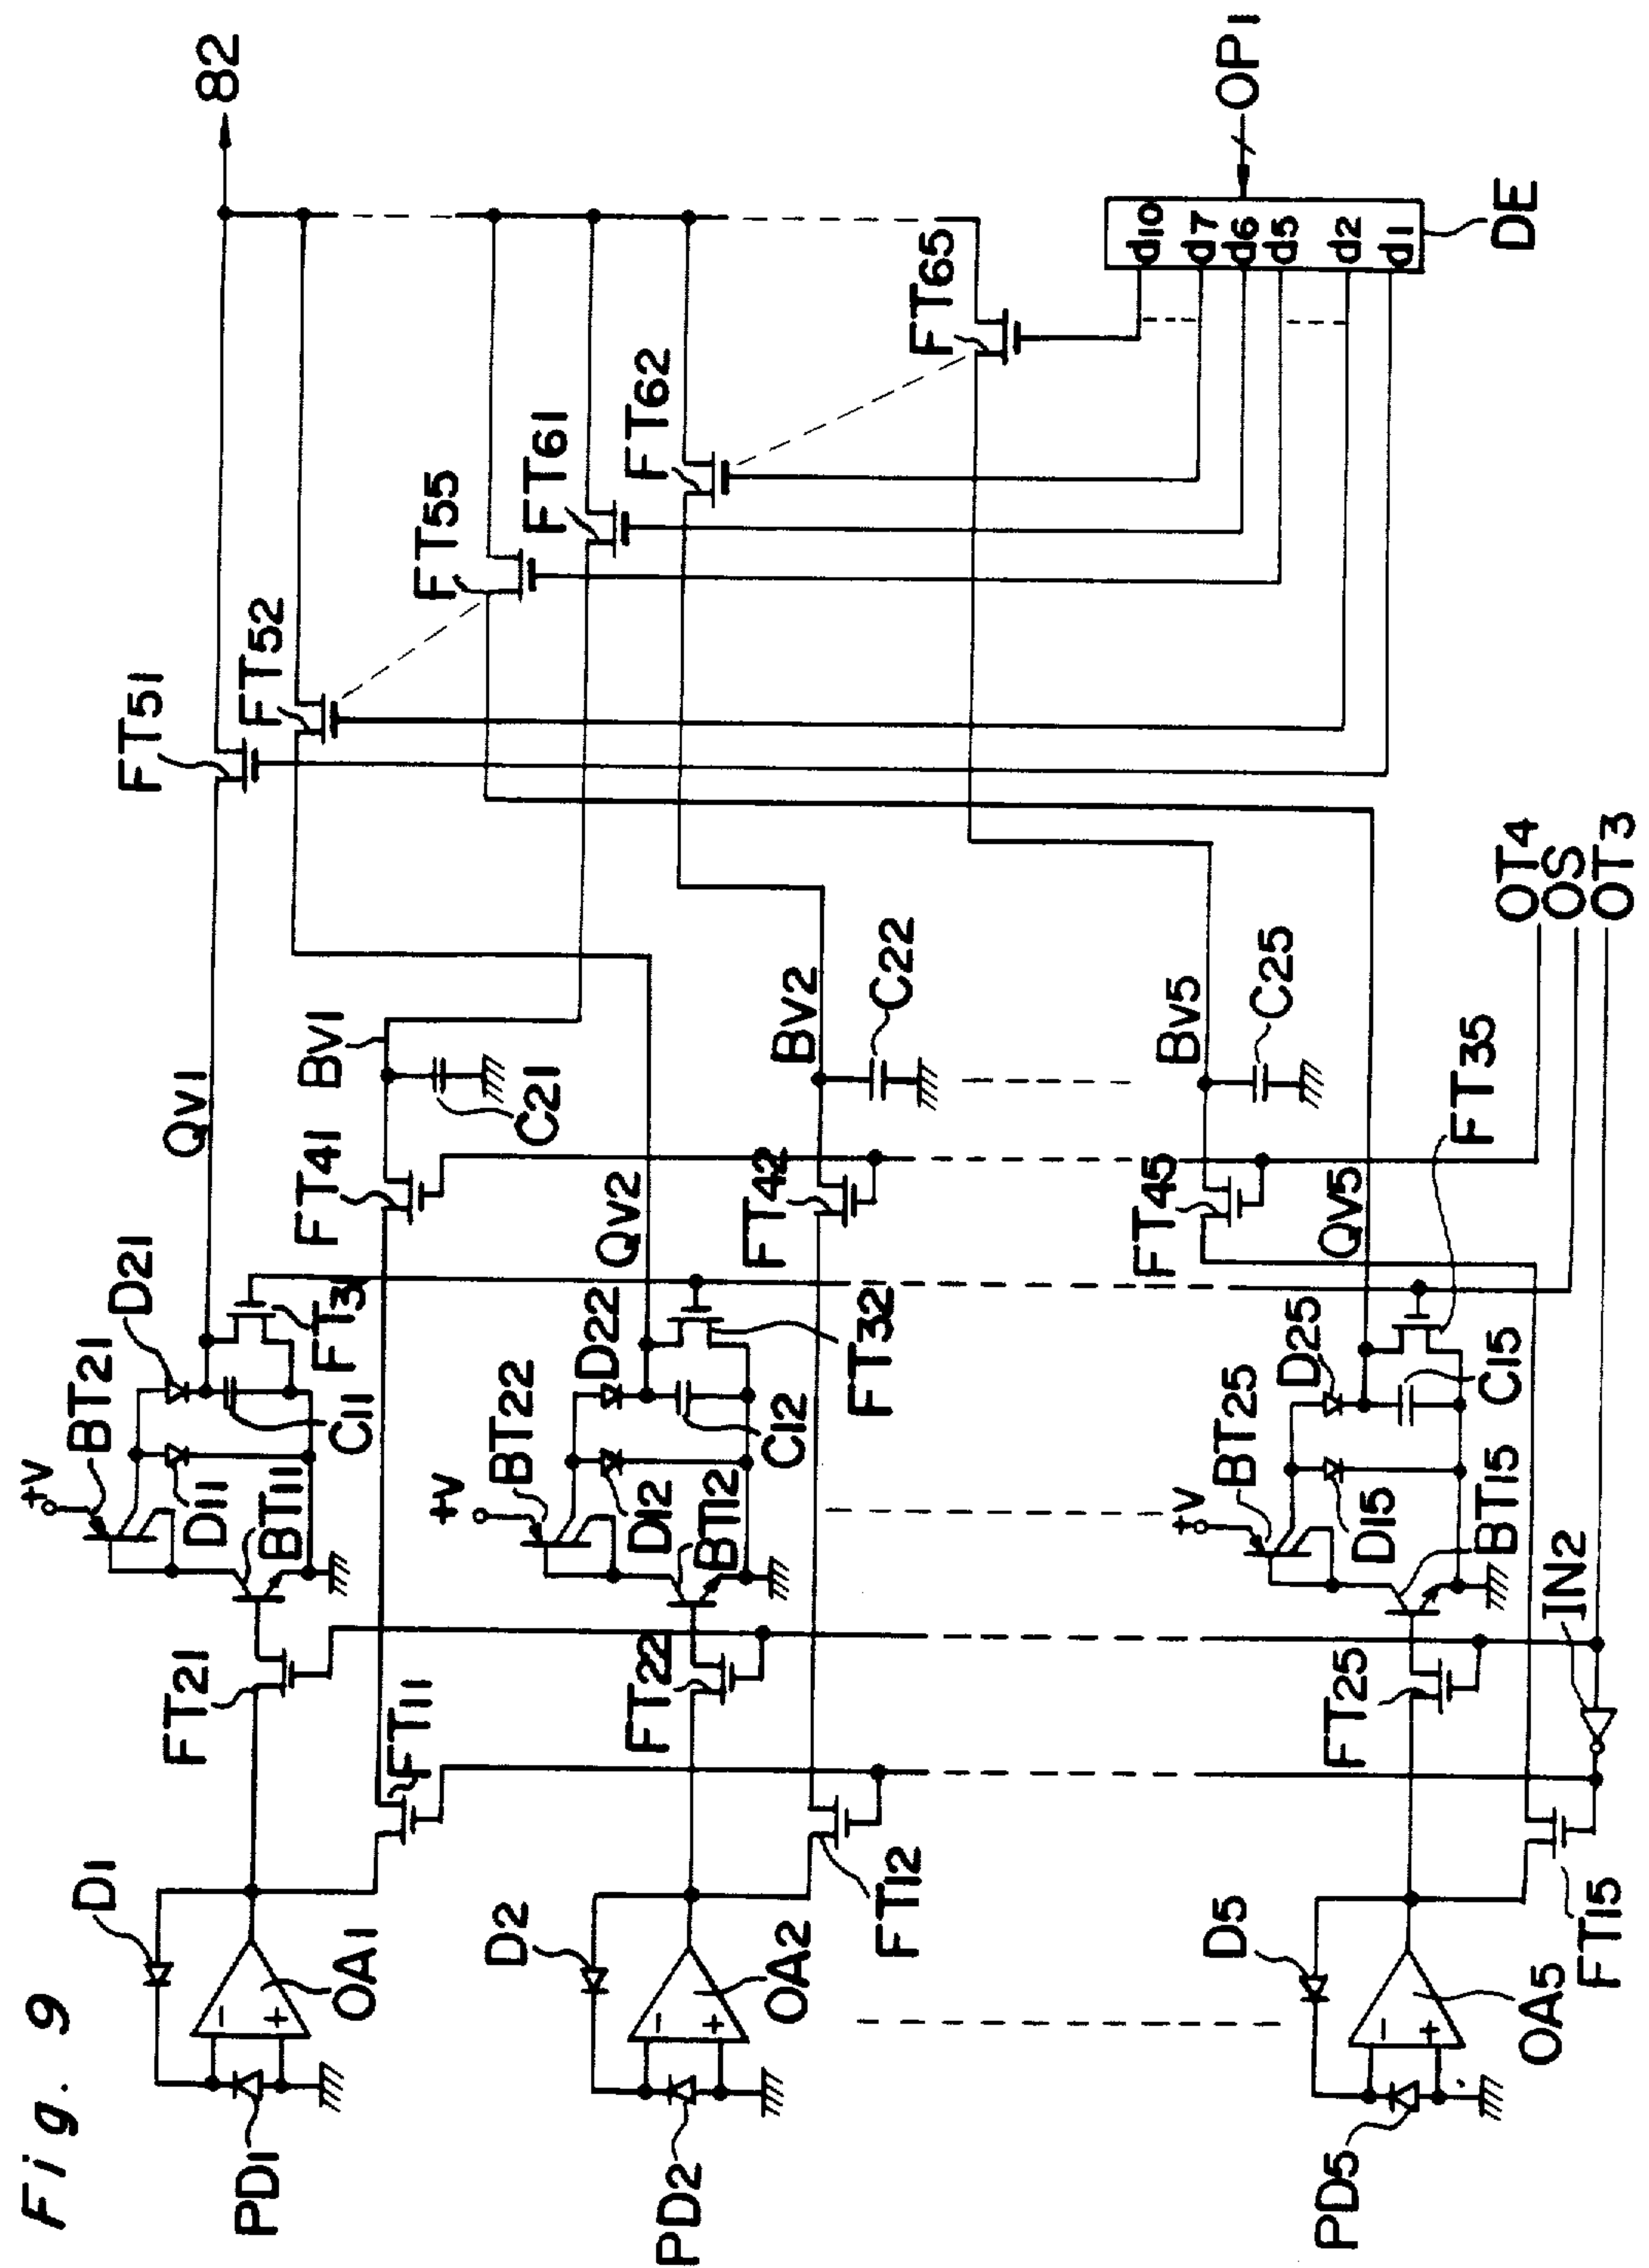 Fig. 9
82
OP1
DE
d10
d7
d6
d5
d2
d1
FT51
FT52
FT55
FT61
FT62
FT65
QV1
BV1
C21
FT41
QV2
BV2
C22
FT42
BV5
C25
FT45
QV5
FT35
OT4
OS
OT3
+V
BT21
D21
D11
C11
FT3
BT11
FT21
FT11
+V
BT22
D22
D12
C12
FT32
BT12
FT22
FT12
+V
BT25
D25
D15
C15
BT15
FT25
IN2
FT15
D1
OA1
-
+
PD1
D2
OA2
-
+
PD2
D5
OA5
-
+
PD5